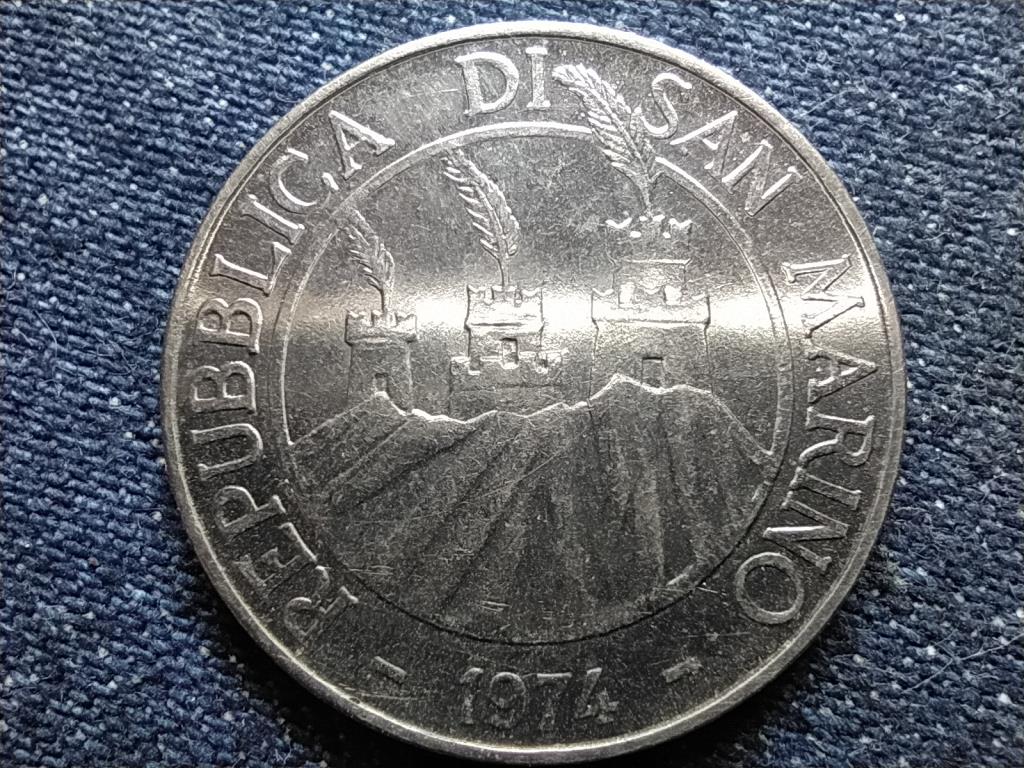 REPUBBLICA DI SAN MARINO
- 1974 -